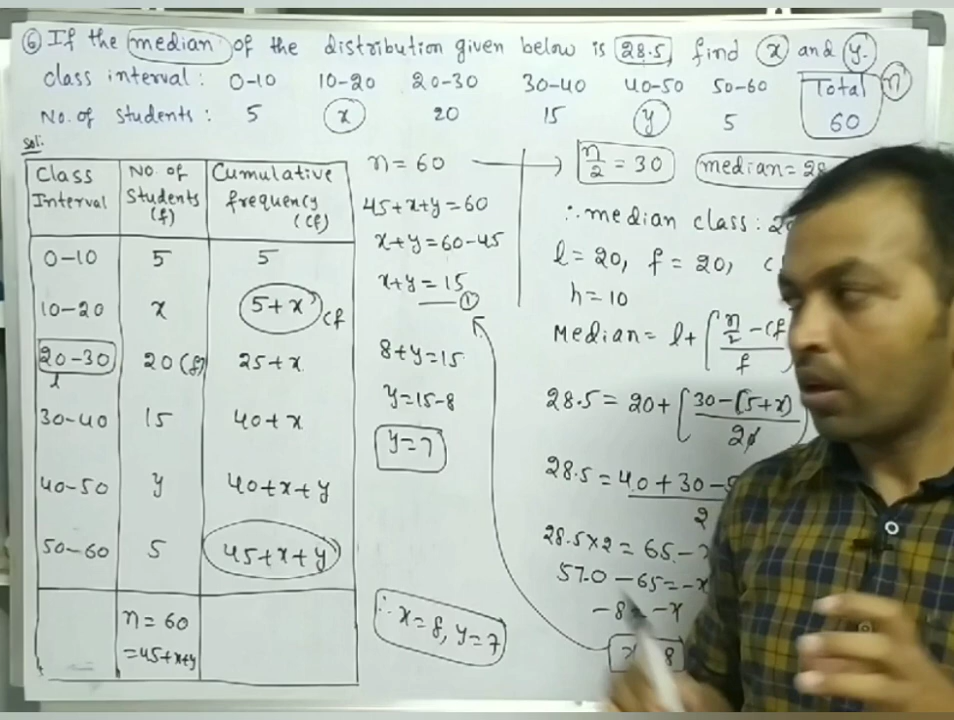 ⑥ If the median of the distribution given below is 28.5, find x and y.
class interval : 0-10 10-20 20-30 30-40 40-50 50-60 Total n
No. of students : 5 x 20 15 y 5 60
Sol:
Class Interval No. of Students (f) Cumulative frequency (cf)
0-10 5 5
10-20 x 5+x cf
20-30 20 (f) 25+x
l
30-40 15 40+x
40-50 y 40+x+y
50-60 5 45+x+y
n=60
=45+x+y
n=60
45+x+y=60
x+y=60-45
x+y=15
①
8+y=15
y=15-8
y=7
∴ x=8, y=7
n/2 = 30 median=28
∴ median class: 20
l=20, f=20, cf
h=10
Median= l+[n/2-cf/f
28.5 = 20+[30-(5+x)/20
28.5 = 40+30-5/2
28.5×2=65-x
57.0-65=-x
-8=-x
x=8